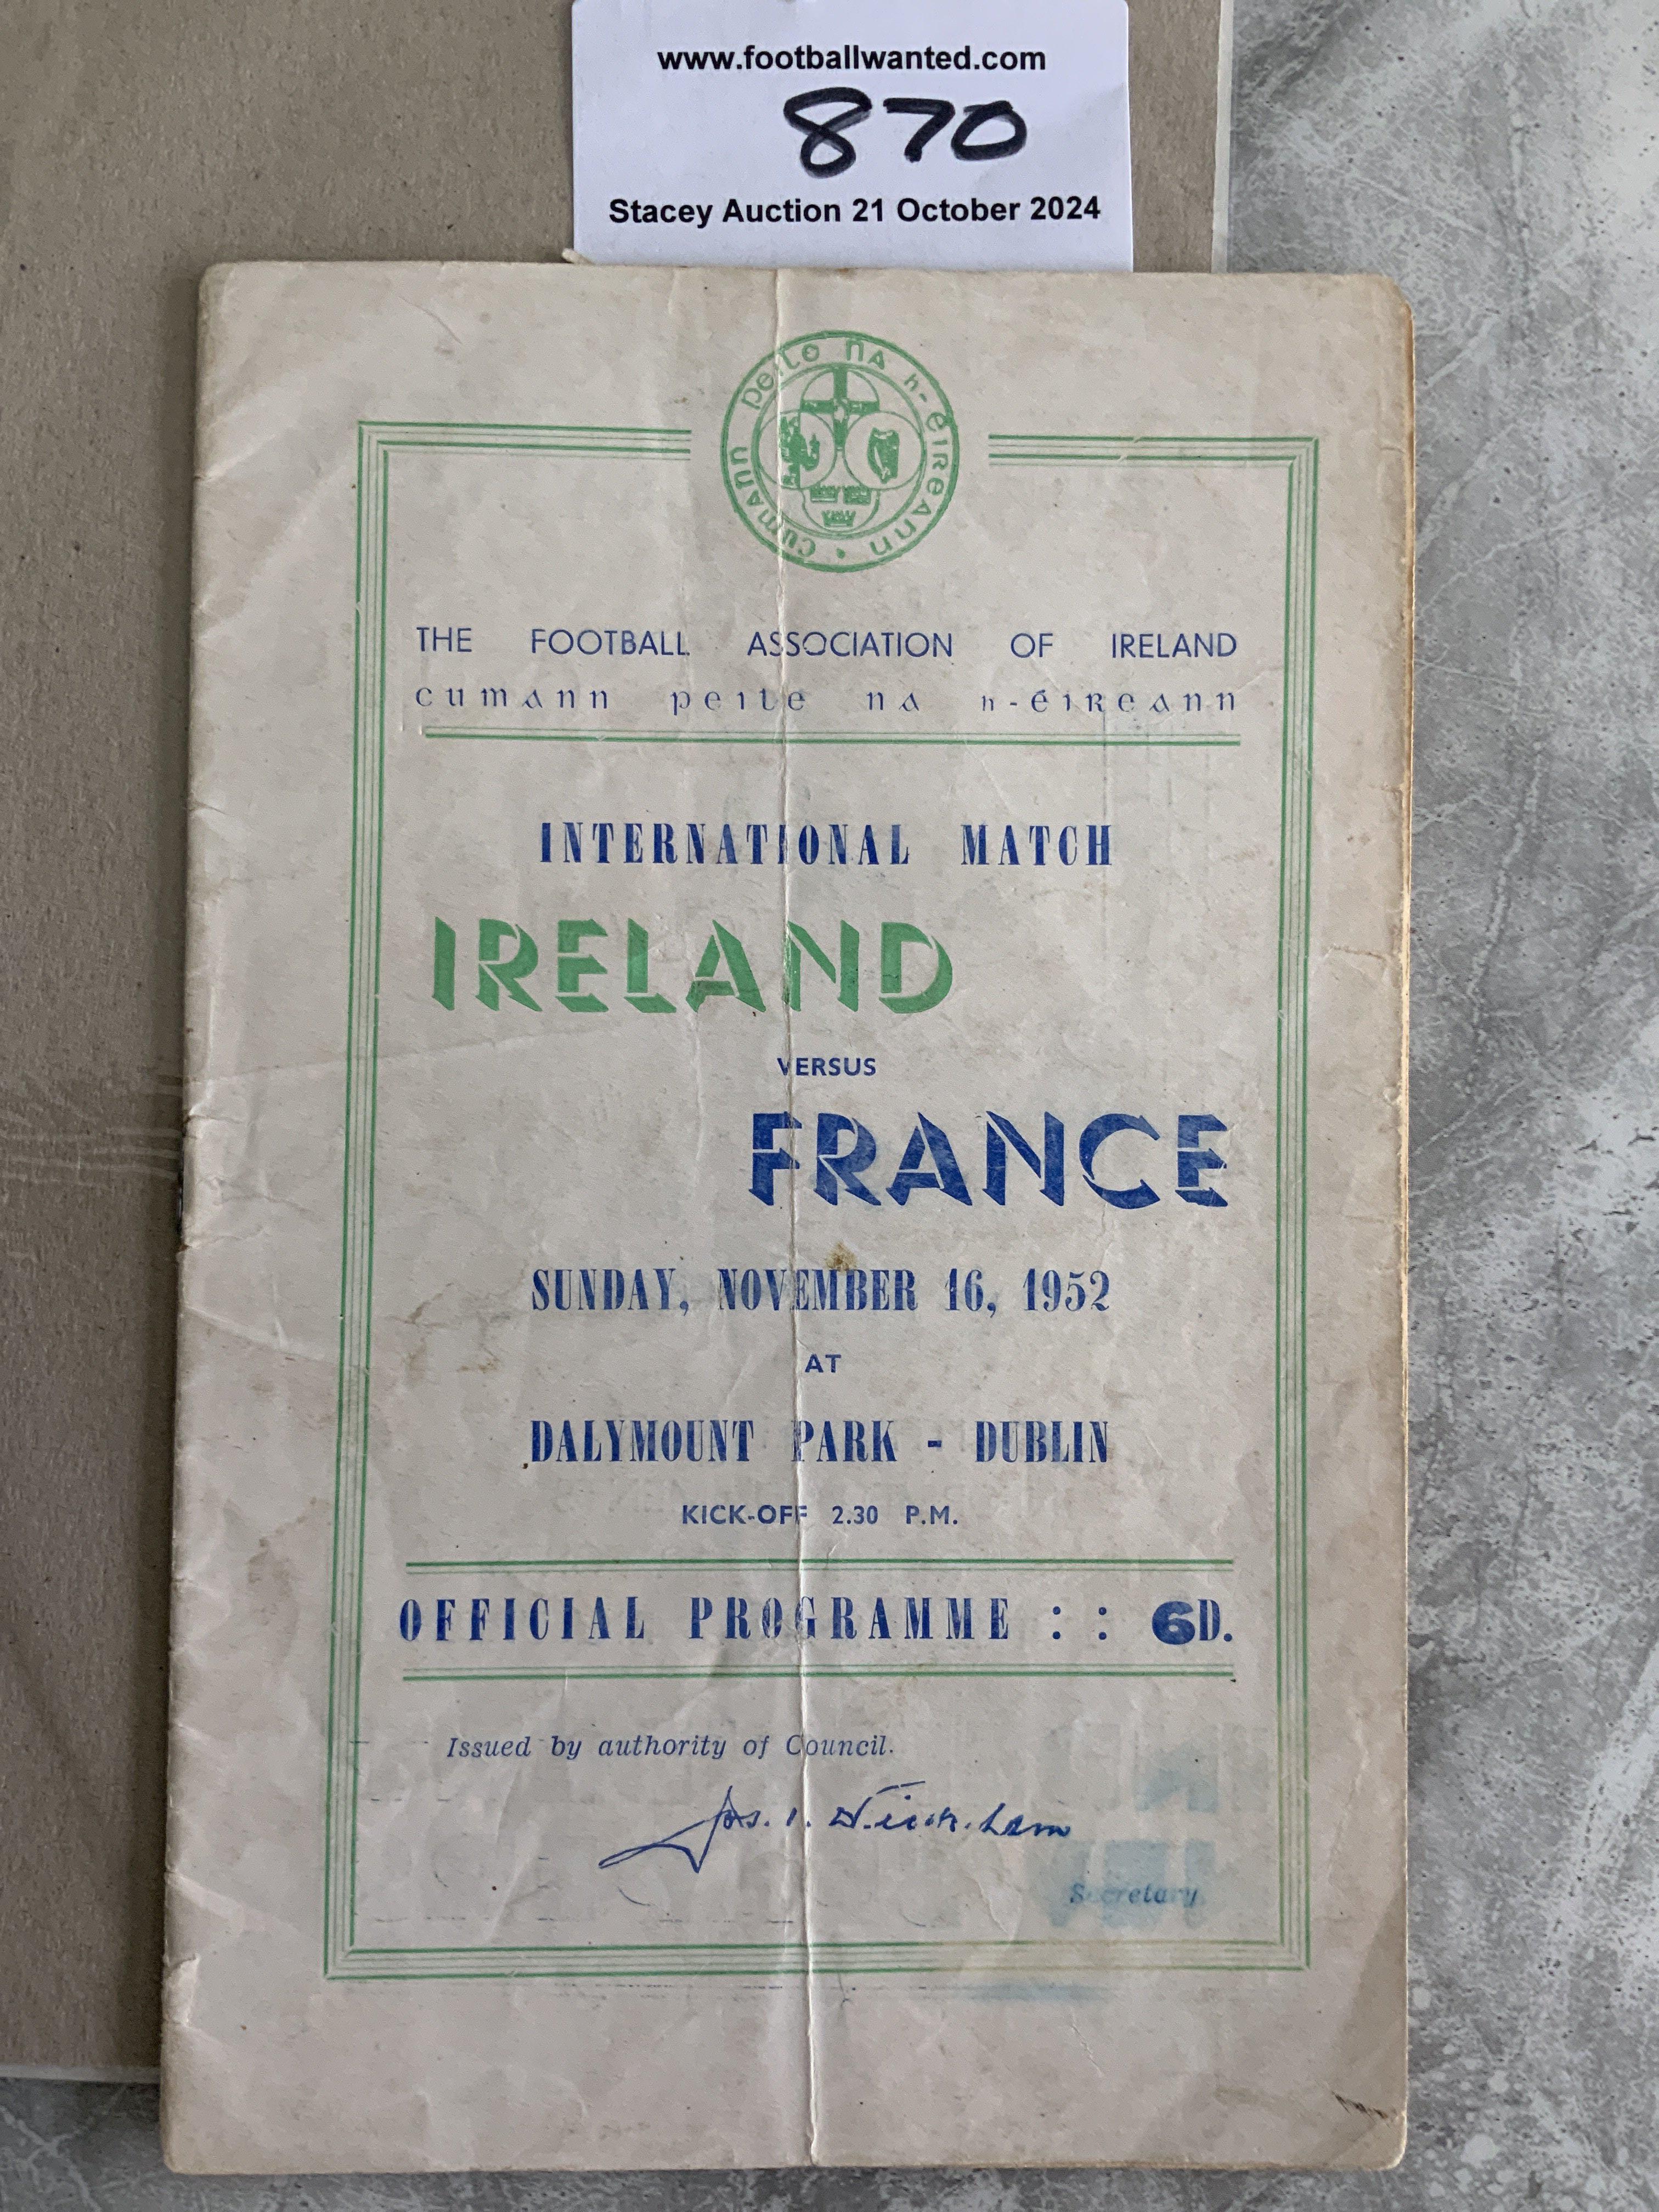 www.footballwanted.com
870
Stacey Auction 21 October 2024
CUMANN PEILE NA h-ÉIREANN
THE FOOTBALL ASSOCIATION OF IRELAND
CUMANN PEILE NA h-ÉIREANN
INTERNATIONAL MATCH
IRELAND
VERSUS
FRANCE
SUNDAY, NOVEMBER 16, 1952
AT
DALYMOUNT PARK - DUBLIN
KICK-OFF 2.30 P.M.
OFFICIAL PROGRAMME : : 6D.
Issued by authority of Council.
Jos. I. Wickham
Secretary